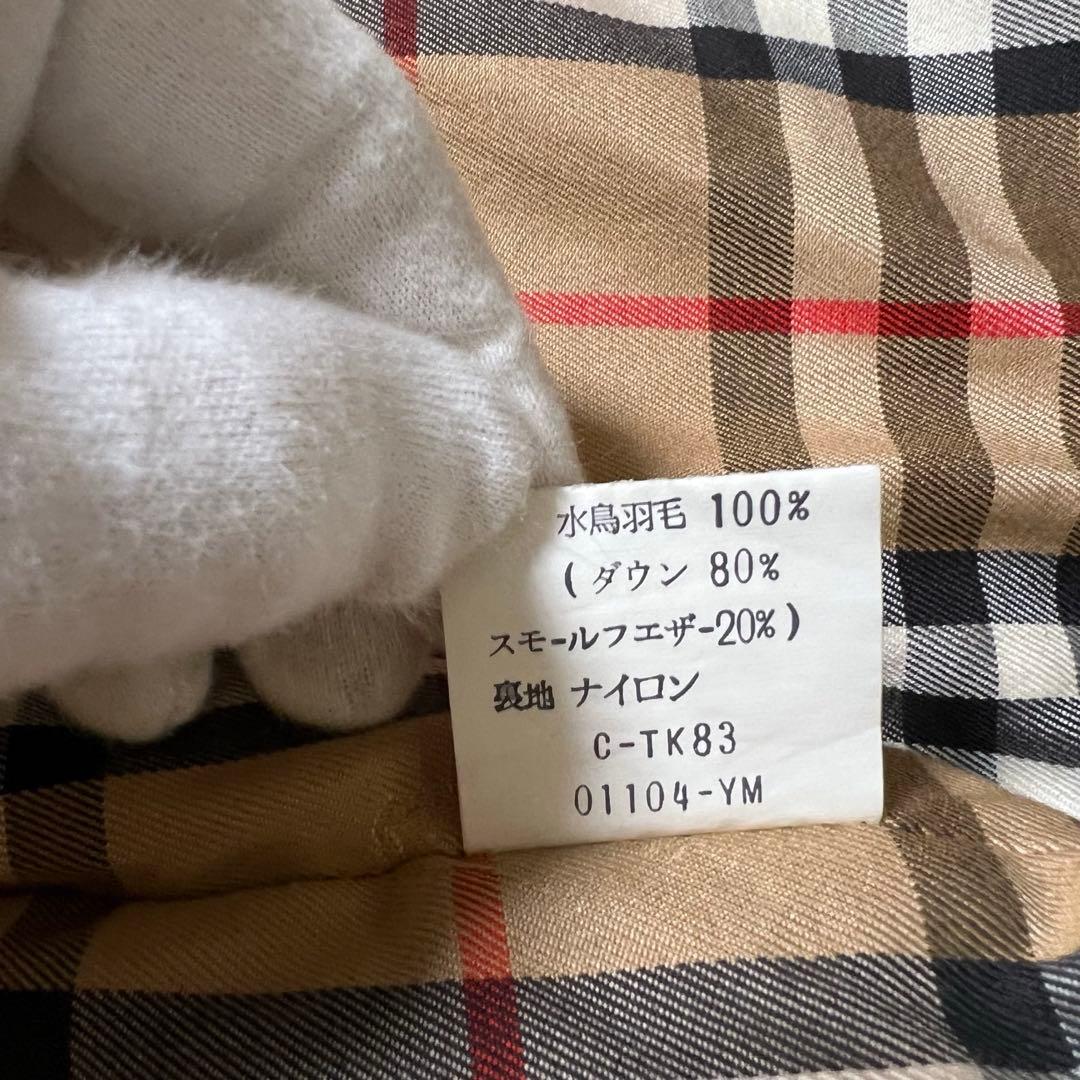 水鳥羽毛 100%
(ダウン 80%
スモールフエザー20%)
裏地 ナイロン
C-TK83
01104-YM